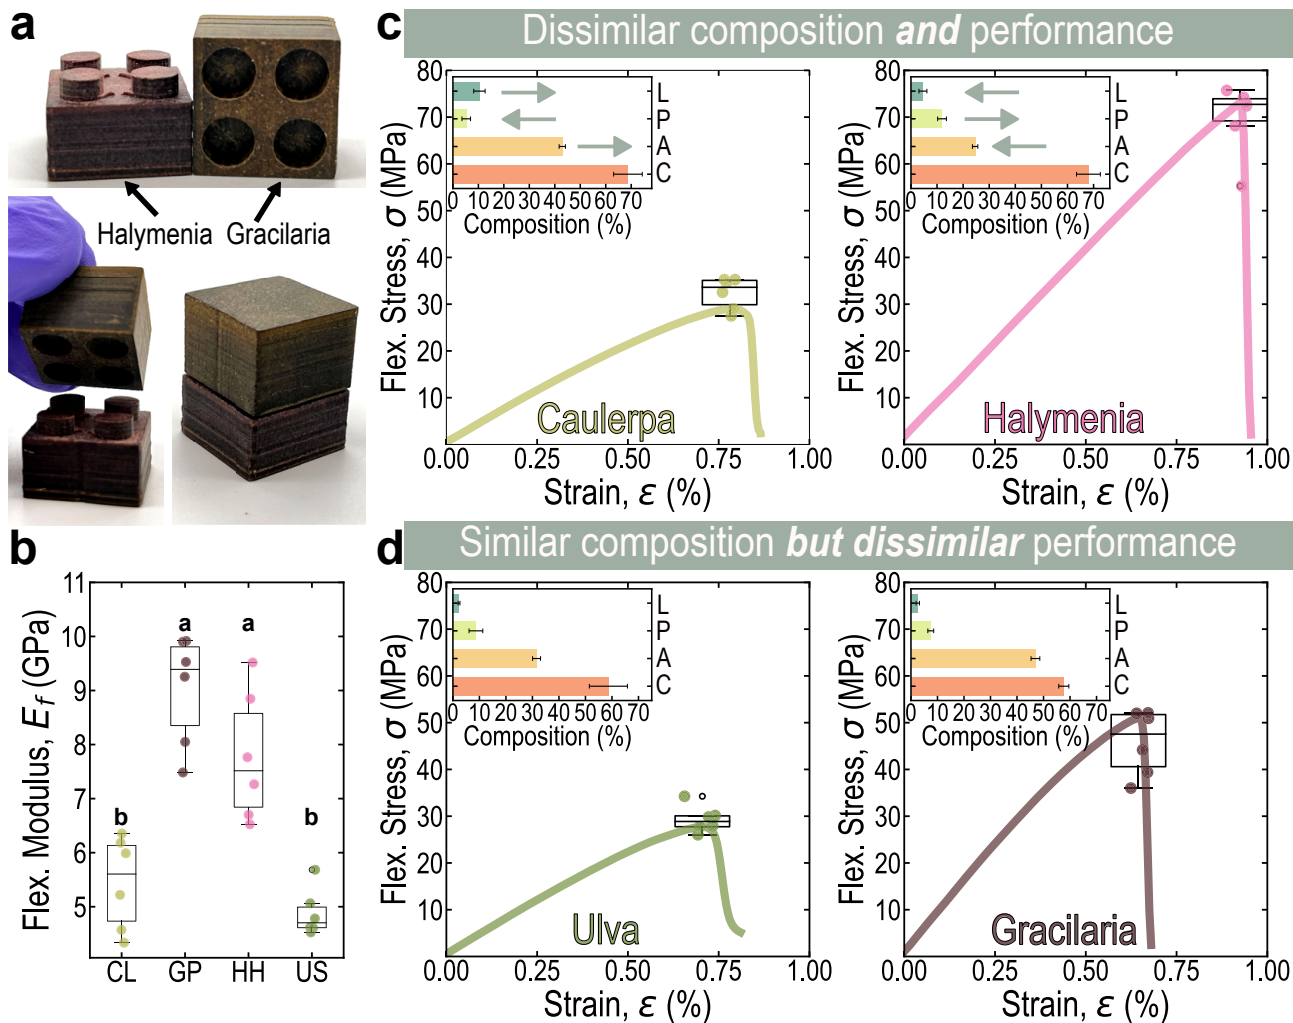 a
Halymenia Gracilaria
b
Flex. Modulus, E_f (GPa)
11
10
9
8
7
6
5
b
a
a
b
CL GP HH US
c
Dissimilar composition and performance
Flex. Stress, σ (MPa)
80
70
60
50
40
30
20
10
L
P
A
C
0 10 20 30 40 50 60 70
Composition (%)
Caulerpa
0.00 0.25 0.50 0.75 1.00
Strain, ε (%)
Flex. Stress, σ (MPa)
80
70
60
50
40
30
20
10
L
P
A
C
0 10 20 30 40 50 60 70
Composition (%)
Halymenia
0.00 0.25 0.50 0.75 1.00
Strain, ε (%)
d
Similar composition but dissimilar performance
Flex. Stress, σ (MPa)
80
70
60
50
40
30
20
10
L
P
A
C
0 10 20 30 40 50 60 70
Composition (%)
Ulva
0.00 0.25 0.50 0.75 1.00
Strain, ε (%)
Flex. Stress, σ (MPa)
80
70
60
50
40
30
20
10
L
P
A
C
0 10 20 30 40 50 60 70
Composition (%)
Gracilaria
0.00 0.25 0.50 0.75 1.00
Strain, ε (%)